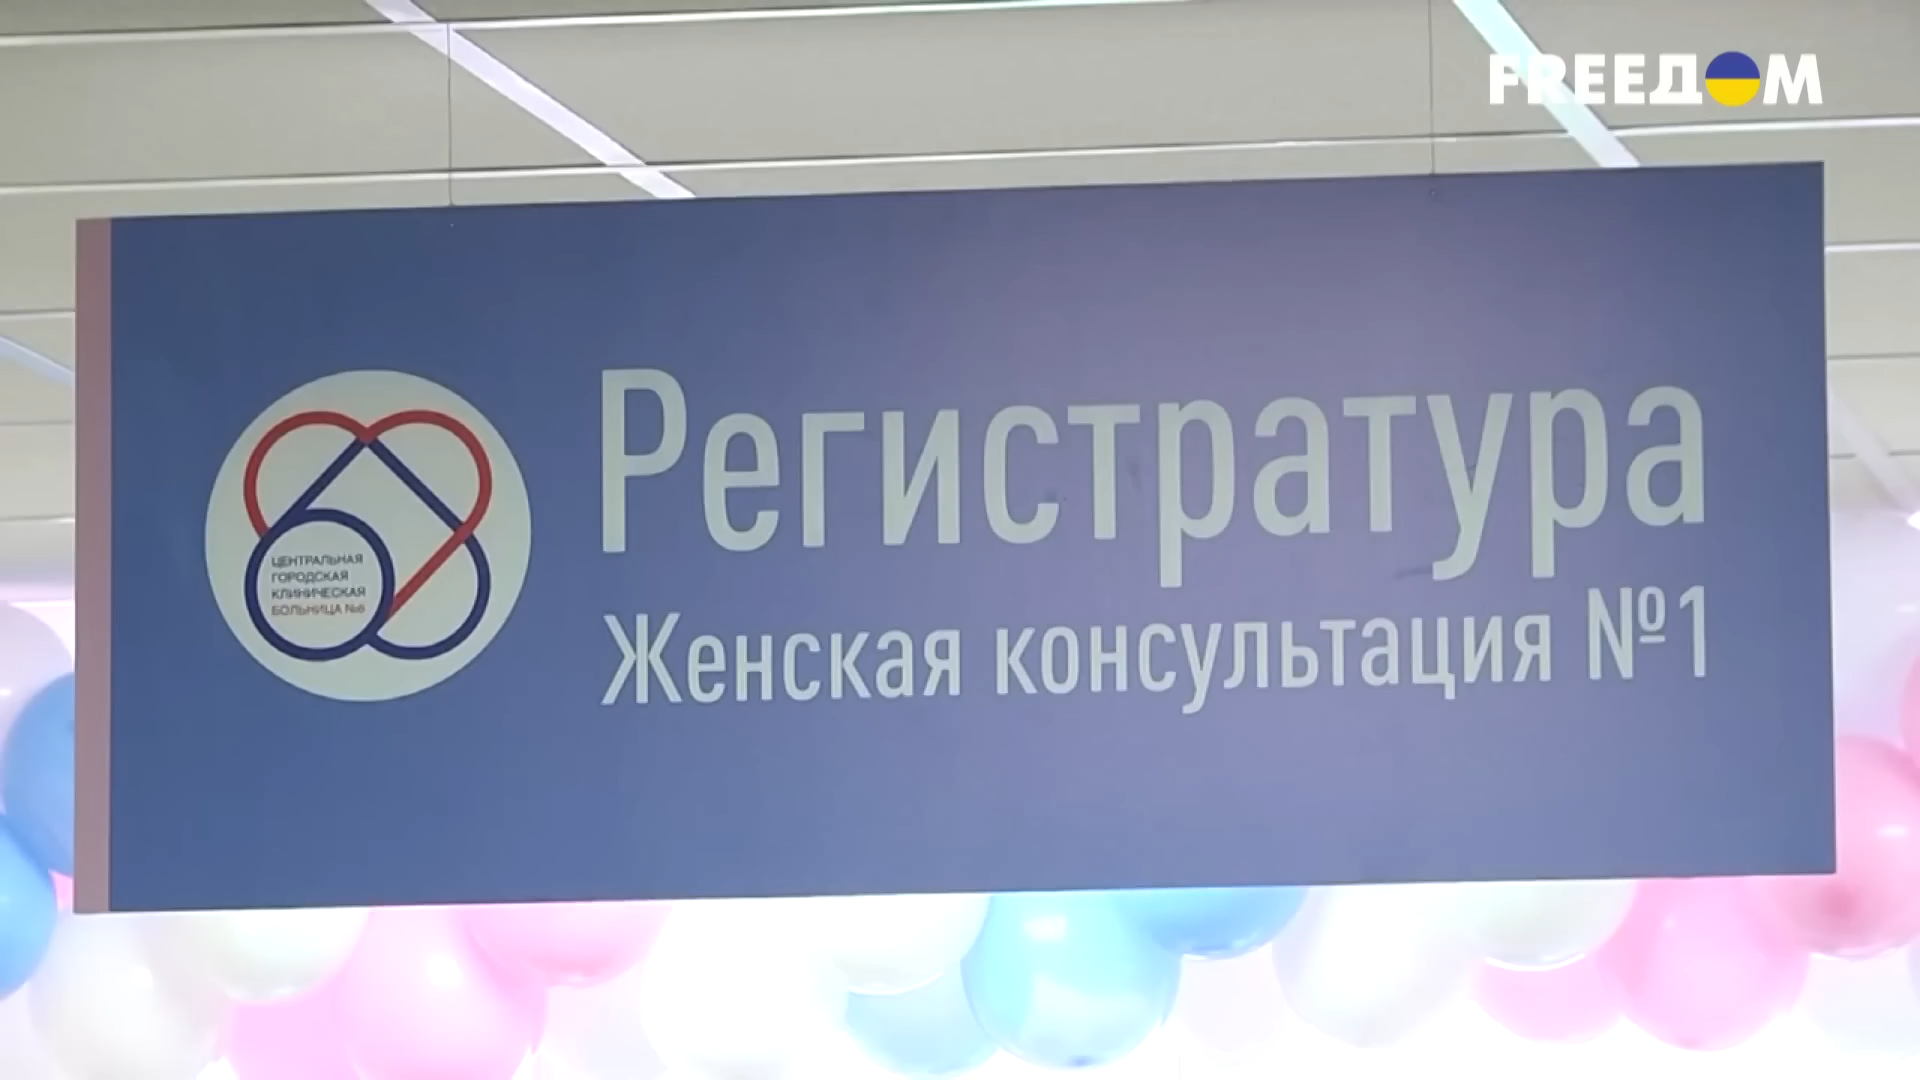 FREEДOM
Регистратура
Женская консультация №1
ЦЕНТРАЛЬНАЯ
ГОРОДСКАЯ
КЛИНИЧЕСКАЯ
БОЛЬНИЦА №6